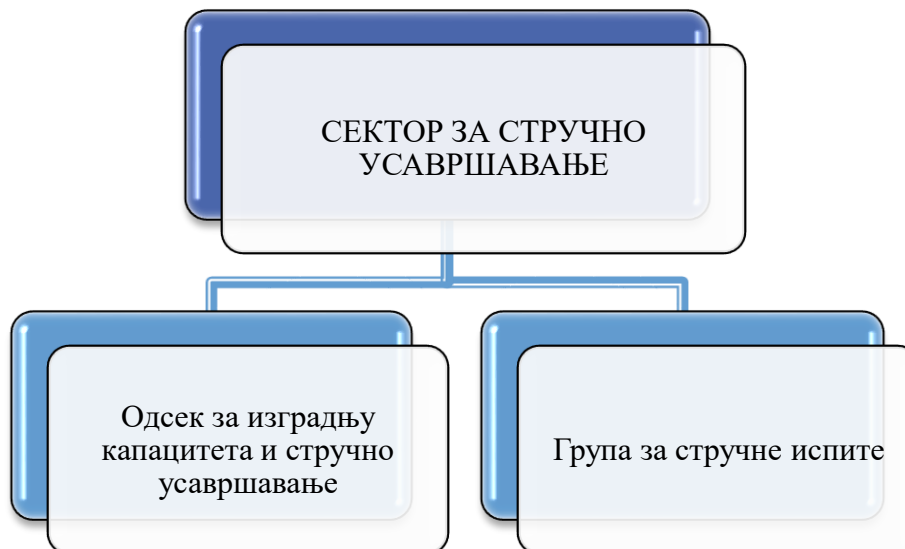 СЕКТОР ЗА СТРУЧНО
УСАВРШАВАЊЕ
Одсек за изградњу
капацитета и стручно
усавршавање
Група за стручне испите